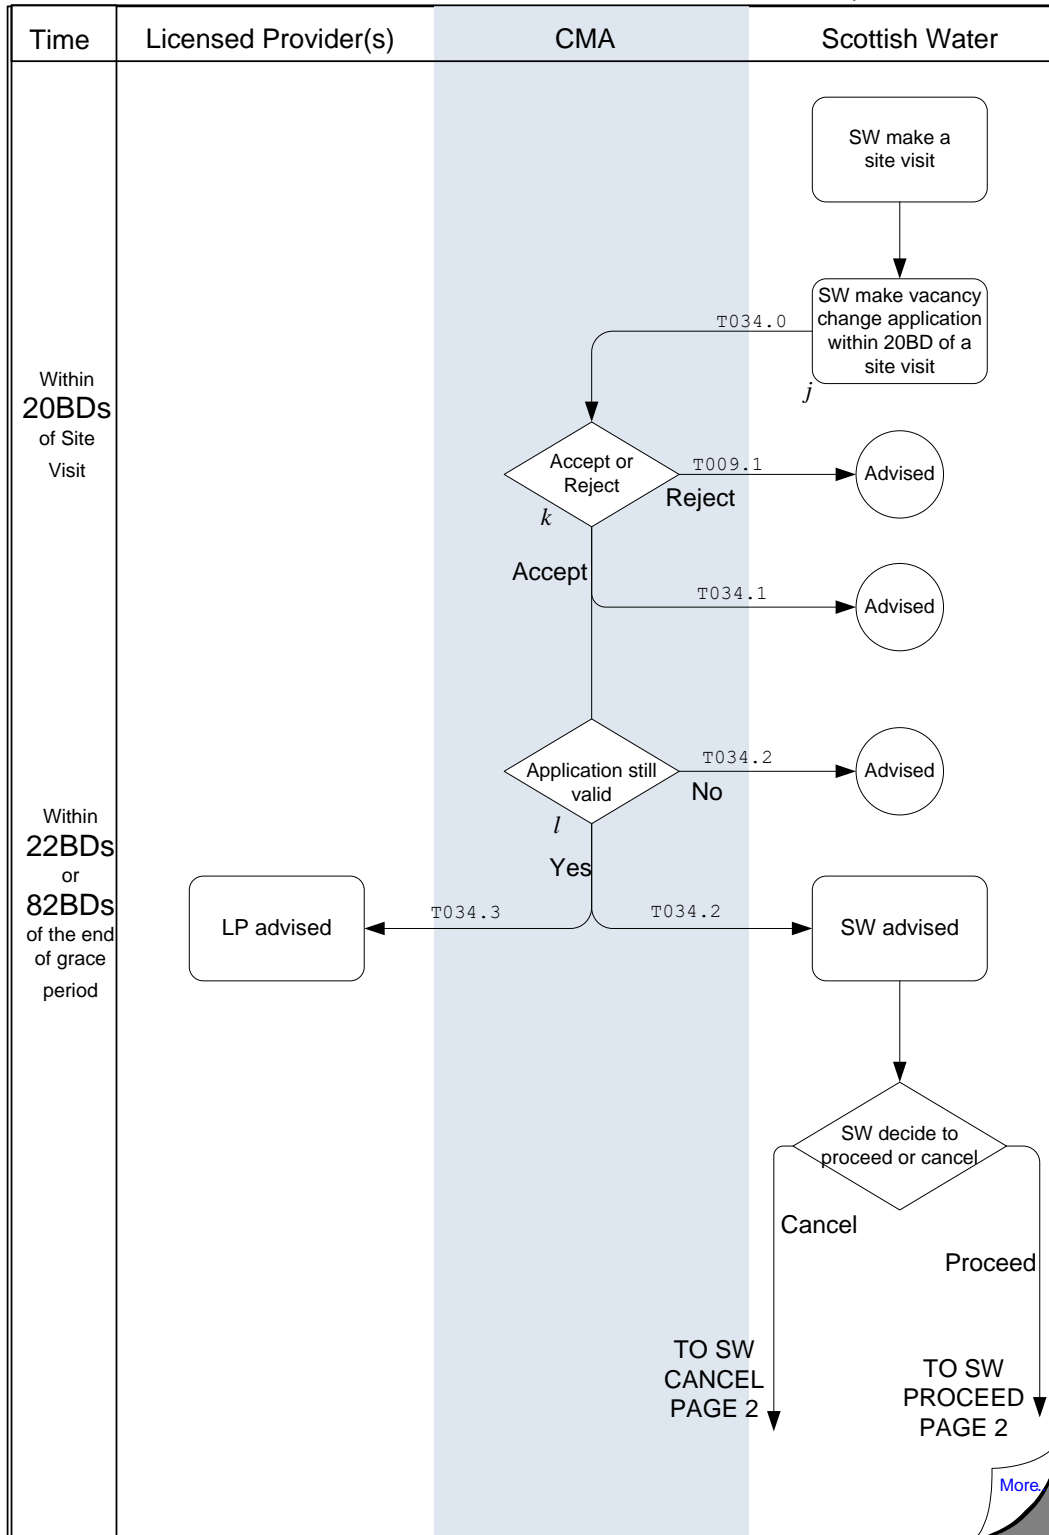 Time
Licensed Provider(s)
CMA
Scottish Water
SW make a
site visit
SW make vacancy
change application
within 20BD of a
site visit
j
T034.0
Within
20BDs
of Site
Visit
Accept or
Reject
k
T009.1
Reject
Advised
Accept
T034.1
Advised
Application still
valid
l
T034.2
No
Advised
Within
22BDs
or
82BDs
of the end
of grace
period
Yes
T034.3
T034.2
LP advised
SW advised
SW decide to
proceed or cancel
Cancel
Proceed
TO SW
CANCEL
PAGE 2
TO SW
PROCEED
PAGE 2
More..